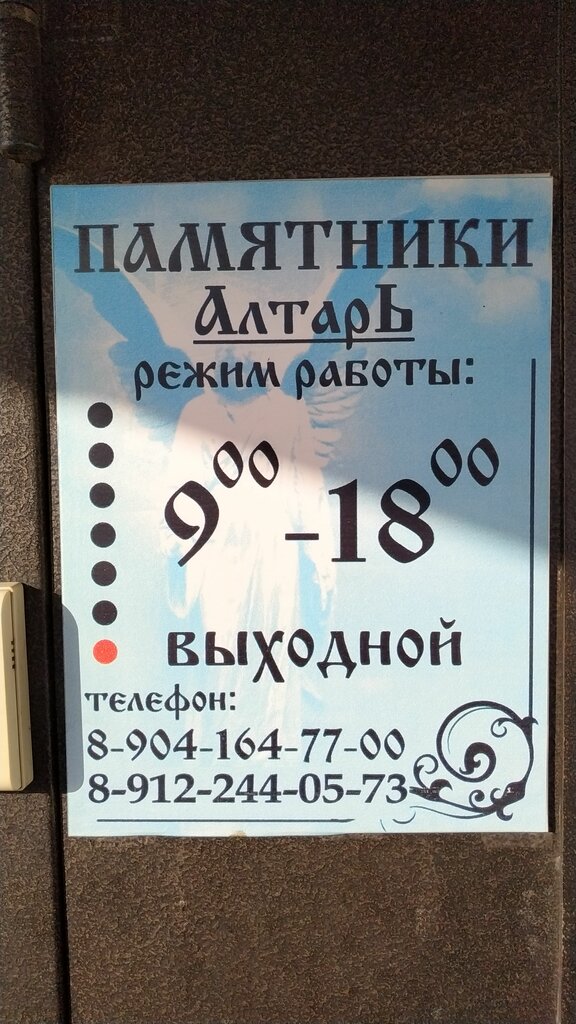 ПАМЯТНИКИ
АлтарЬ
режим работы:
9⁰⁰ -18⁰⁰
выходной
телефон:
8-904-164-77-00
8-912-244-05-73